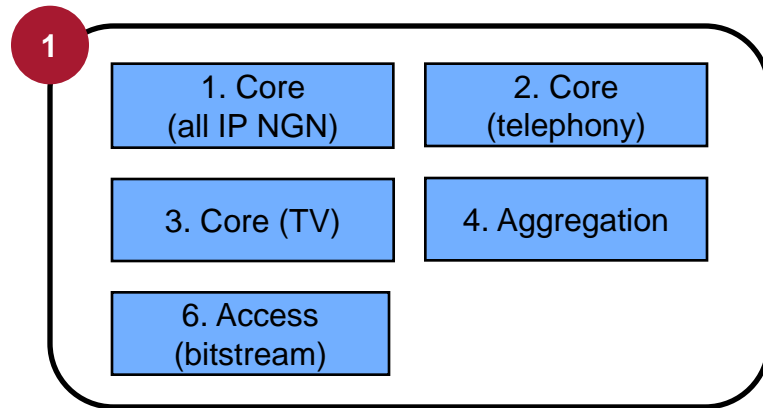 1
1. Core
(all IP NGN)
2. Core
(telephony)
3. Core (TV)
4. Aggregation
6. Access
(bitstream)